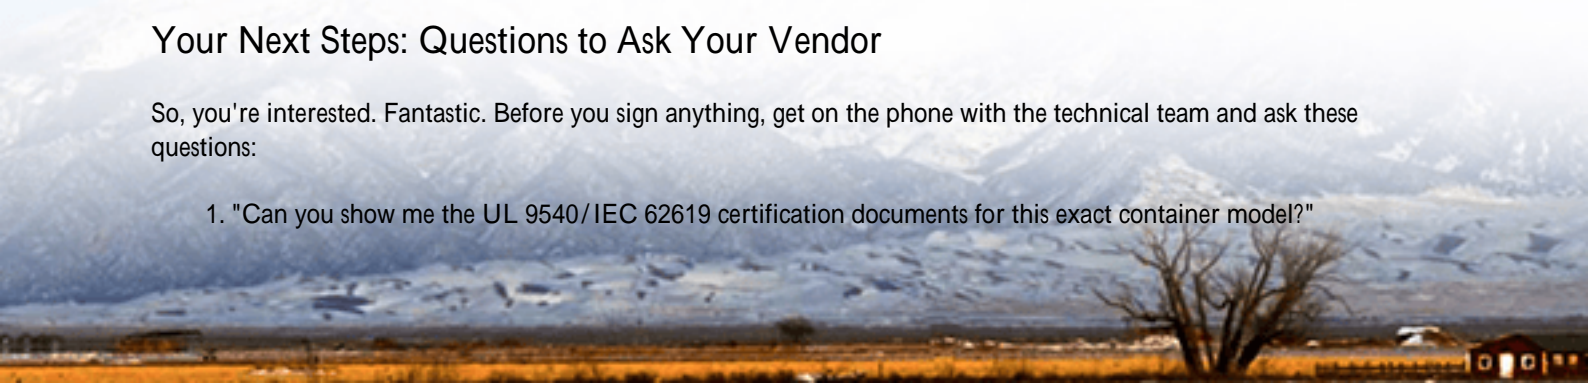 Your Next Steps: Questions to Ask Your Vendor
So, you're interested. Fantastic. Before you sign anything, get on the phone with the technical team and ask these
questions:
1. "Can you show me the UL 9540/IEC 62619 certification documents for this exact container model?"